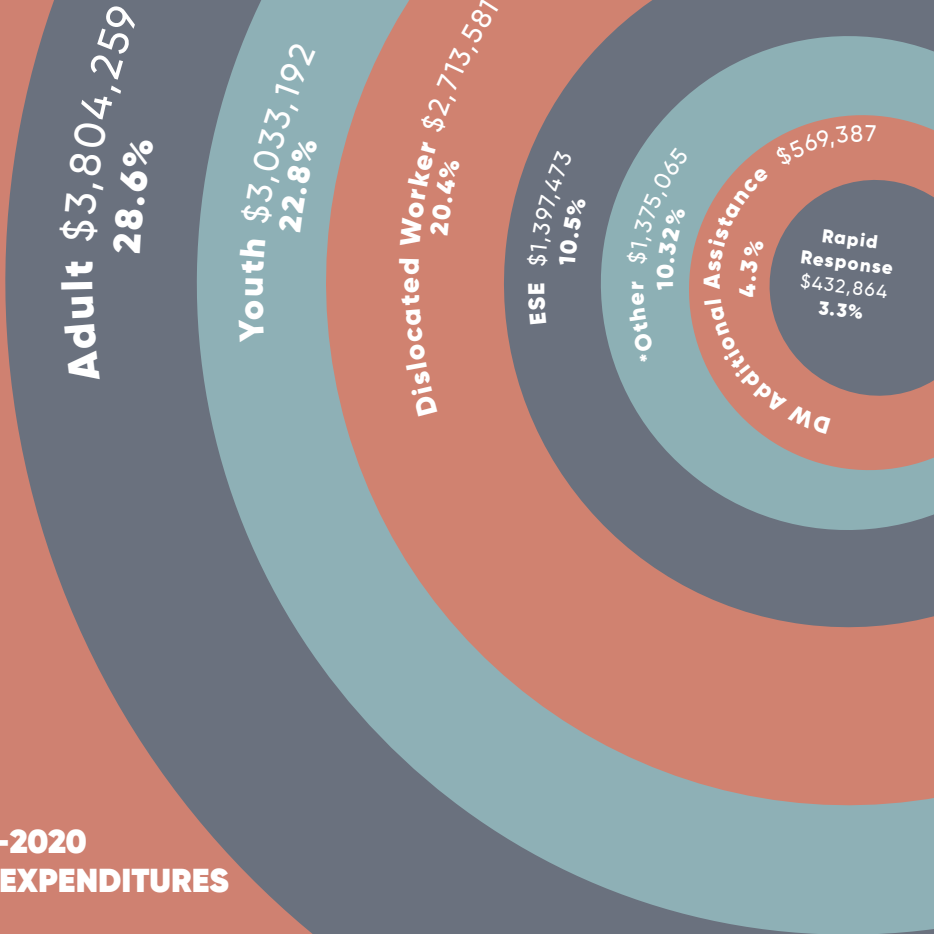 Adult $3,804,259
28.6%
Youth $3,033,192
22.8%
Dislocated Worker $2,713,581
20.4%
ESE $1,397,473
10.5%
*Other $1,375,065
10.32%
DW Additional Assistance $569,387
4.3%
Rapid
Response
$432,864
3.3%
-2020
EXPENDITURES